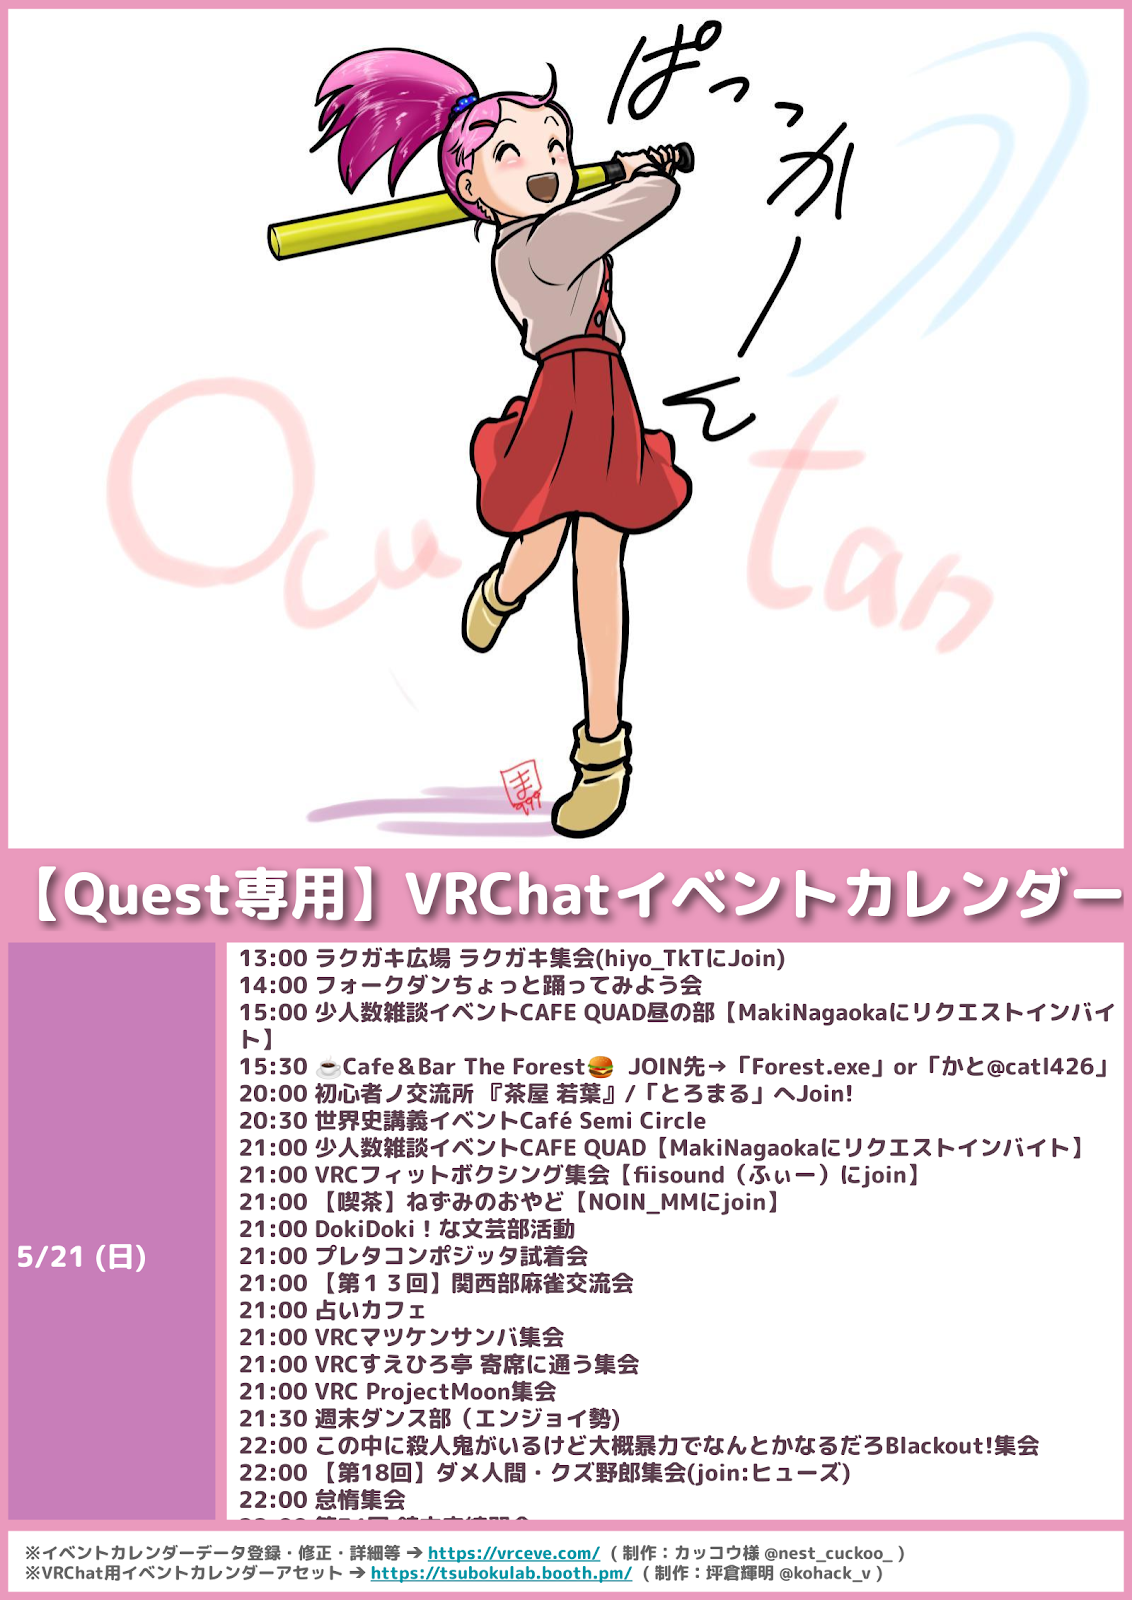 ぱっっかーん
Qcu tan
ま
999
【Quest専用】VRChatイベントカレンダー
5/21 (日)
13:00 ラクガキ広場 ラクガキ集会(hiyo_TkTにJoin)
14:00 フォークダンちょっと踊ってみよう会
15:00 少人数雑談イベントCAFE QUAD昼の部【MakiNagaokaにリクエストインバイ
ト】
15:30 ☕Cafe＆Bar The Forest🍔 JOIN先→「Forest.exe」or「かと@catl426」
20:00 初心者ノ交流所『茶屋 若葉』/「とろまる」へJoin!
20:30 世界史講義イベントCafé Semi Circle
21:00 少人数雑談イベントCAFE QUAD【MakiNagaokaにリクエストインバイト】
21:00 VRCフィットボクシング集会【fiisound（ふぃー）にjoin】
21:00 【喫茶】ねずみのおやど【NOIN_MMにjoin】
21:00 DokiDoki！な文芸部活動
21:00 プレタコンポジッタ試着会
21:00 【第１３回】関西部麻雀交流会
21:00 占いカフェ
21:00 VRCマツケンサンバ集会
21:00 VRCすえひろ亭 寄席に通う集会
21:00 VRC ProjectMoon集会
21:30 週末ダンス部（エンジョイ勢)
22:00 この中に殺人鬼がいるけど大概暴力でなんとかなるだろBlackout!集会
22:00 【第18回】ダメ人間・クズ野郎集会(join:ヒューズ)
22:00 怠惰集会
※イベントカレンダーデータ登録・修正・詳細等 ➔ https://vrceve.com/ （制作：カッコウ様 @nest_cuckoo_ ）
※VRChat用イベントカレンダーアセット ➔ https://tsubokulab.booth.pm/ （制作：坪倉輝明 @kohack_v ）